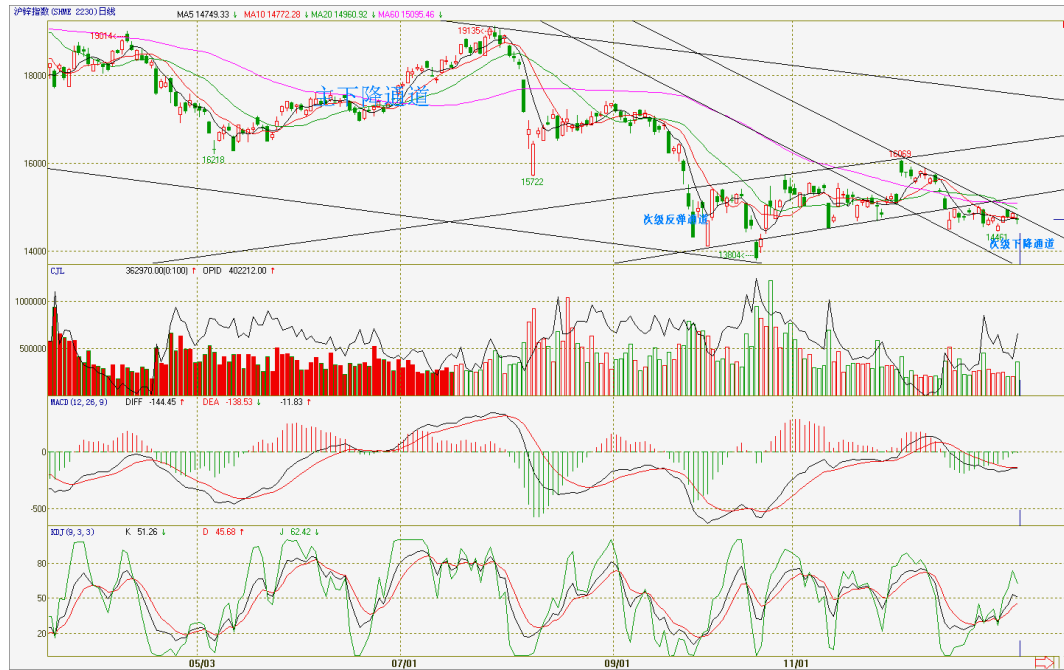 沪锌指数(SHME 2230)日线 MA5 14749.33 ↓ MA10 14772.28 ↓ MA20 14960.92 ↓ MA60 15095.46 ↓
19014
19135
18000
主下降通道
16218
16000
15722
16069
次级反弹通道
14461
次级下降通道
14000
13804
CJL 362970.00[0:100] ↑ OPID 402212.00 ↑
1000000
500000
MACD(12,26,9) DIFF -144.45 ↑ DEA -138.53 ↓ -11.83 ↑
0
-500
KDJ(9,3,3) K 51.26 ↓ D 45.68 ↑ J 62.42 ↓
80
50
20
05/03 07/01 09/01 11/01